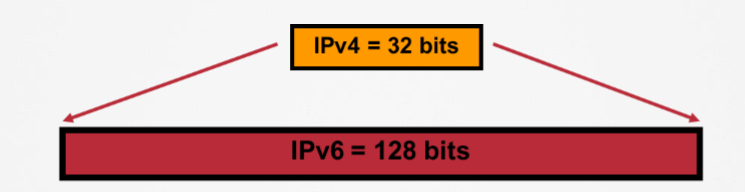 IPv4 = 32 bits
IPv6 = 128 bits